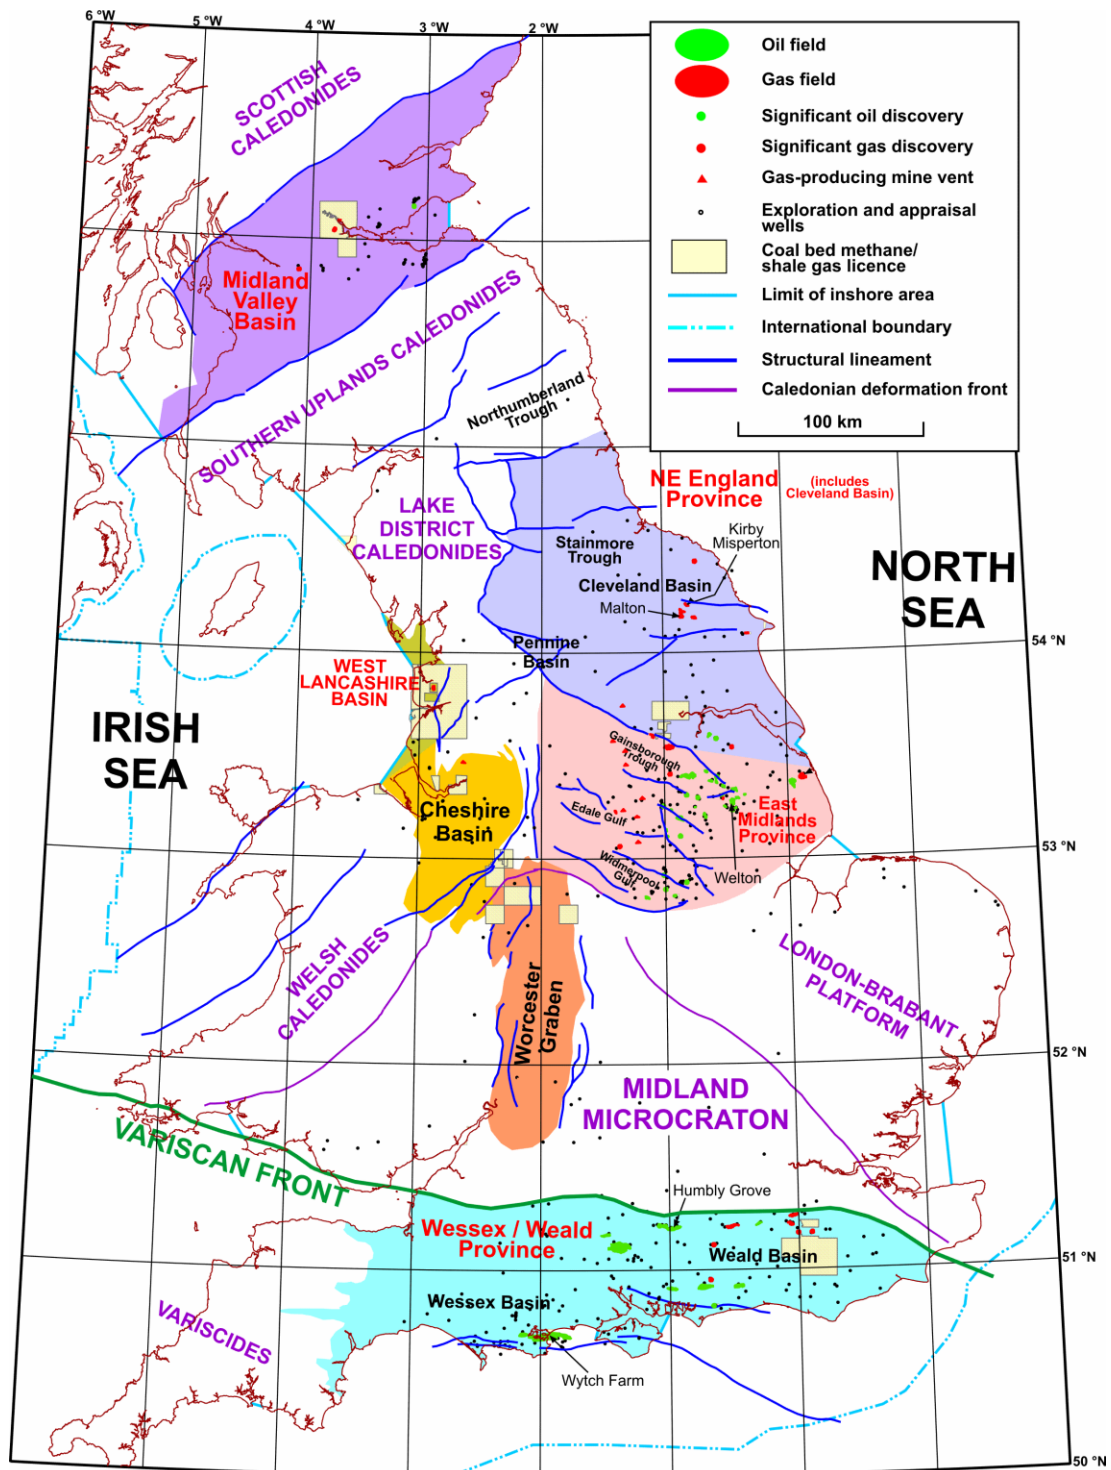 6 °W
5 °W
4 °W
3 °W
2 °W
Oil field
Gas field
Significant oil discovery
Significant gas discovery
Gas-producing mine vent
Exploration and appraisal
wells
Coal bed methane/
shale gas licence
Limit of inshore area
International boundary
Structural lineament
Caledonian deformation front
100 km
SCOTTISH
CALEDONIDES
Midland
Valley
Basin
SOUTHERN UPLANDS CALEDONIDES
Northumberland
Trough
NE England
Province
(includes
Cleveland Basin)
LAKE
DISTRICT
CALEDONIDES
Stainmore
Trough
Kirby
Misperton
Cleveland Basin
Malton
NORTH
SEA
54 °N
Pennine
Basin
WEST
LANCASHIRE
BASIN
IRISH
SEA
Gainsborough
Trough
Cheshire
Basin
Edale Gulf
East
Midlands
Province
53 °N
Widmerpool
Gulf
Welton
WELSH
CALEDONIDES
LONDON-BRABANT
PLATFORM
Worcester
Graben
52 °N
MIDLAND
MICROCRATON
VARISCAN FRONT
Humbly Grove
Wessex / Weald
Province
Weald Basin
51 °N
Wessex Basin
VARISCIDES
Wytch Farm
50 °N